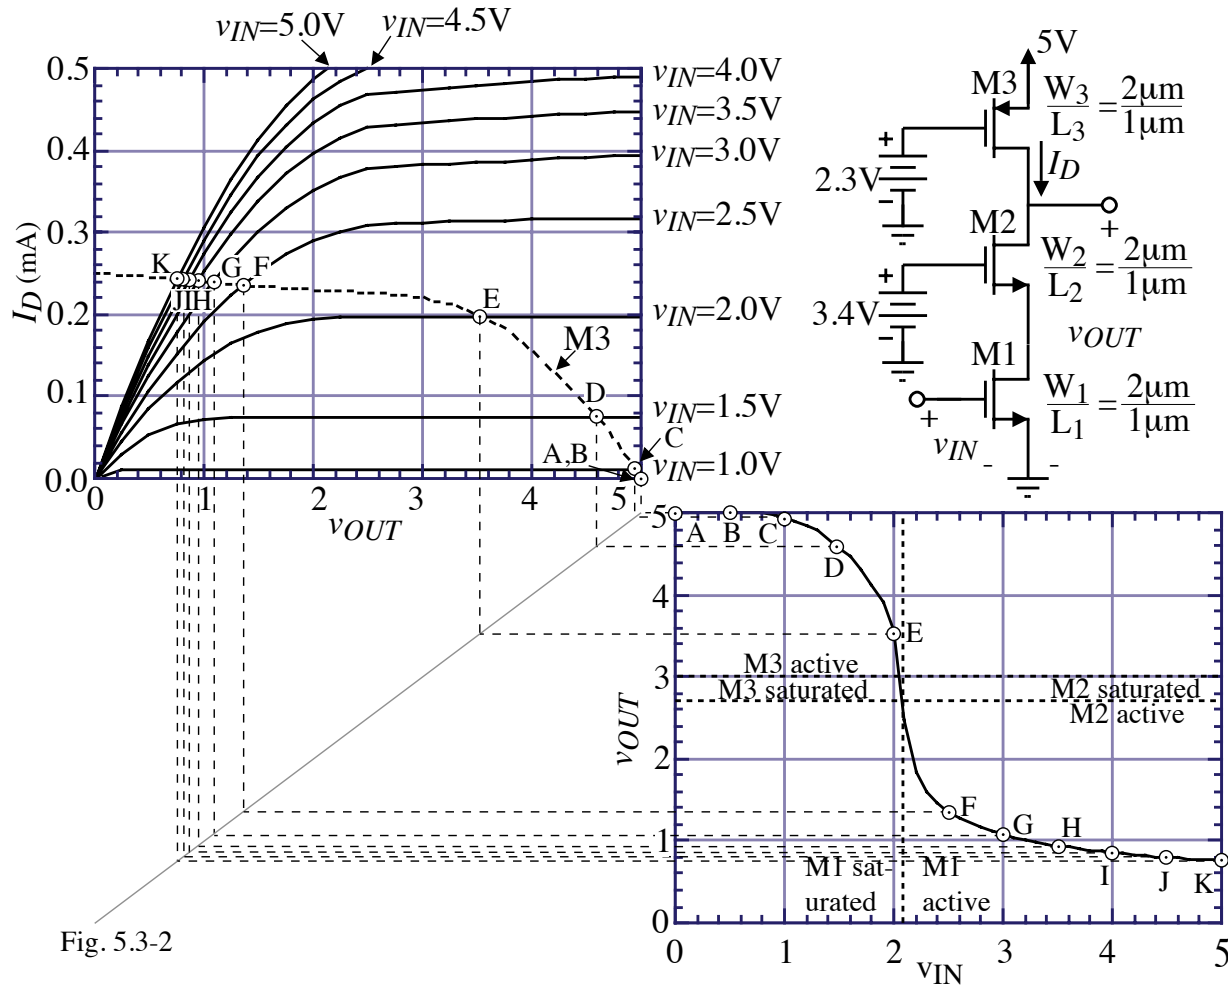 vIN=5.0V
vIN=4.5V
0.5
0.4
0.3
0.2
0.1
0.0
ID (mA)
vIN=4.0V
vIN=3.5V
vIN=3.0V
vIN=2.5V
vIN=2.0V
vIN=1.5V
vIN=1.0V
K
JIH
G
F
E
M3
D
C
A,B
0 1 2 3 4 5
vOUT
5V
M3
W3
L3
= 2μm
1μm
+
2.3V
-
ID
M2
W2
L2
= 2μm
1μm
+
+
3.4V
-
vOUT
M1
W1
L1
= 2μm
1μm
+
vIN
-
-
5
4
3
2
1
0
vOUT
A
B
C
D
E
M3 active
M3 saturated
M2 saturated
M2 active
F
G
H
I
J
K
M1 sat-
urated
M1
active
0 1 2 3 4 5
vIN
Fig. 5.3-2